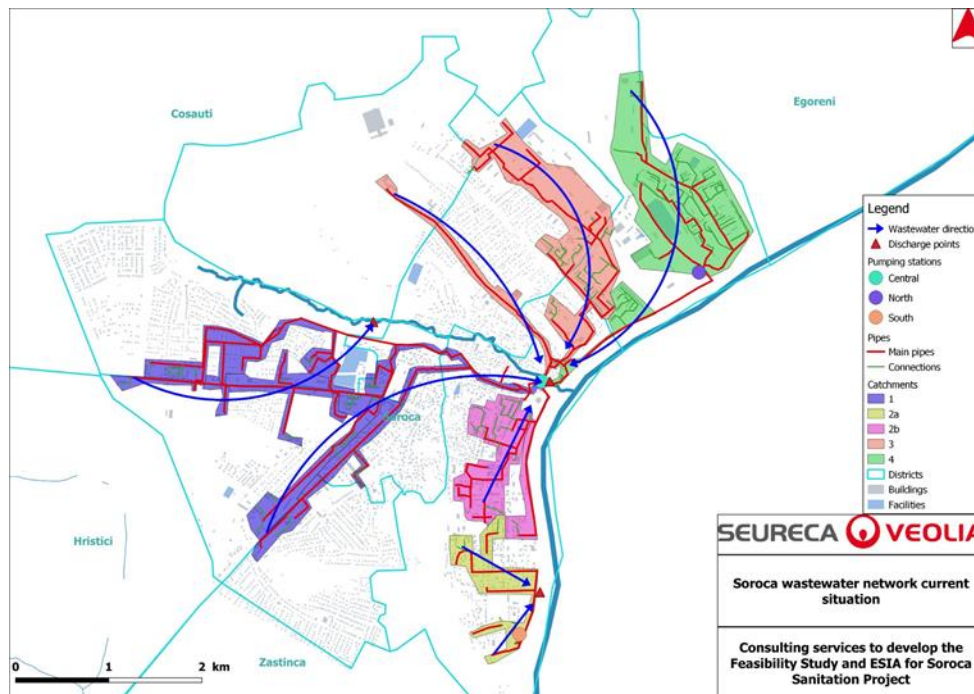 Cosauti
Egoreni
Soroca
Hristici
Zastinca
0 1 2 km
Legend
Wastewater direction
Discharge points
Pumping stations
Central
North
South
Pipes
Main pipes
Connections
Catchments
1
2a
2b
3
4
Districts
Buildings
Facilities
SEURECA VEOLIA
Soroca wastewater network current
situation
Consulting services to develop the
Feasibility Study and ESIA for Soroca
Sanitation Project